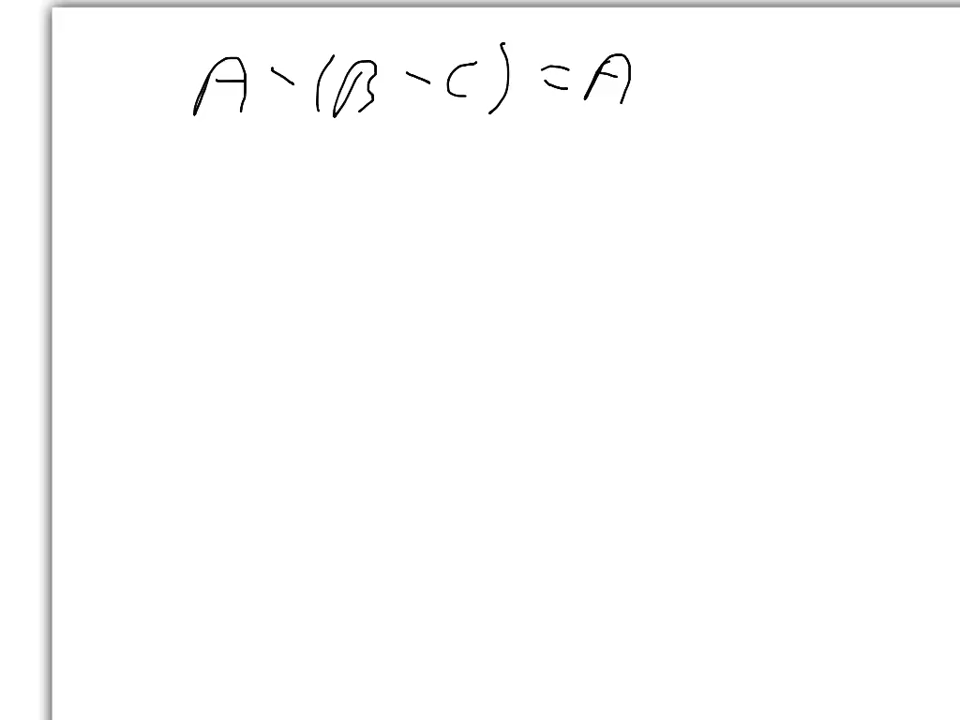 A \ (B \ C) = A